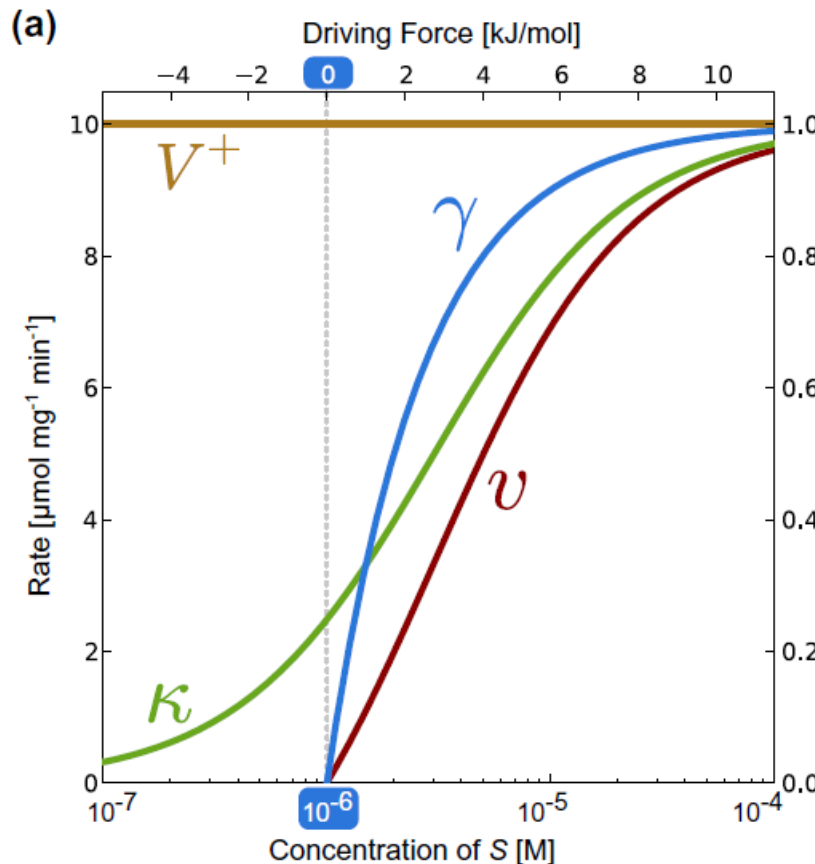 (a)
Driving Force [kJ/mol]
−4 −2 0 2 4 6 8 10
10 1.0
V⁺
γ
8 0.8
6 0.6
Rate [μmol mg⁻¹ min⁻¹]
υ
4 0.4
2 0.2
κ
0 0.0
10⁻⁷ 10⁻⁶ 10⁻⁵ 10⁻⁴
Concentration of S [M]